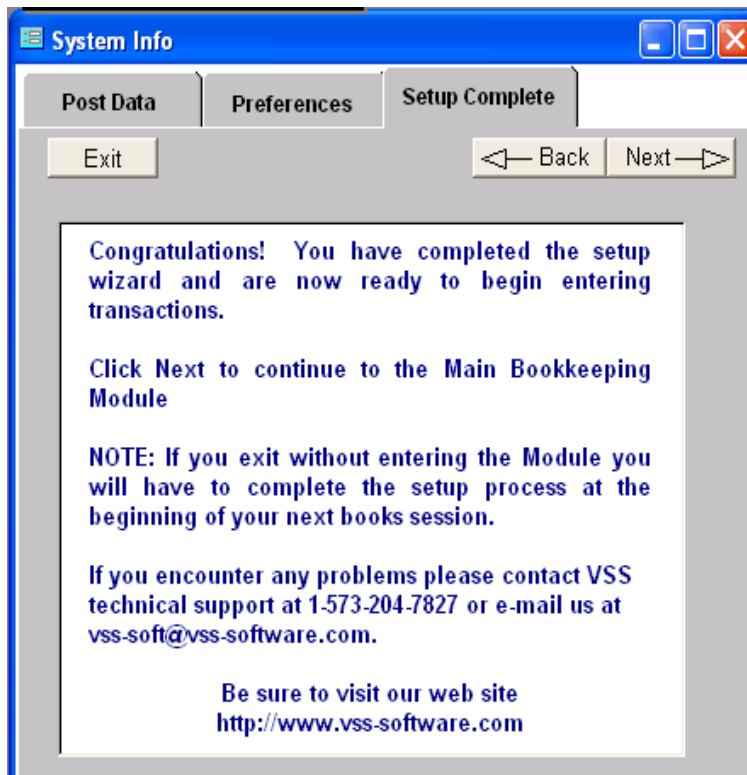 System Info
Post Data
Preferences
Setup Complete
Exit
Back
Next
Congratulations! You have completed the setup
wizard and are now ready to begin entering
transactions.
Click Next to continue to the Main Bookkeeping
Module
NOTE: If you exit without entering the Module you
will have to complete the setup process at the
beginning of your next books session.
If you encounter any problems please contact VSS
technical support at 1-573-204-7827 or e-mail us at
vss-soft@vss-software.com.
Be sure to visit our web site
http://www.vss-software.com